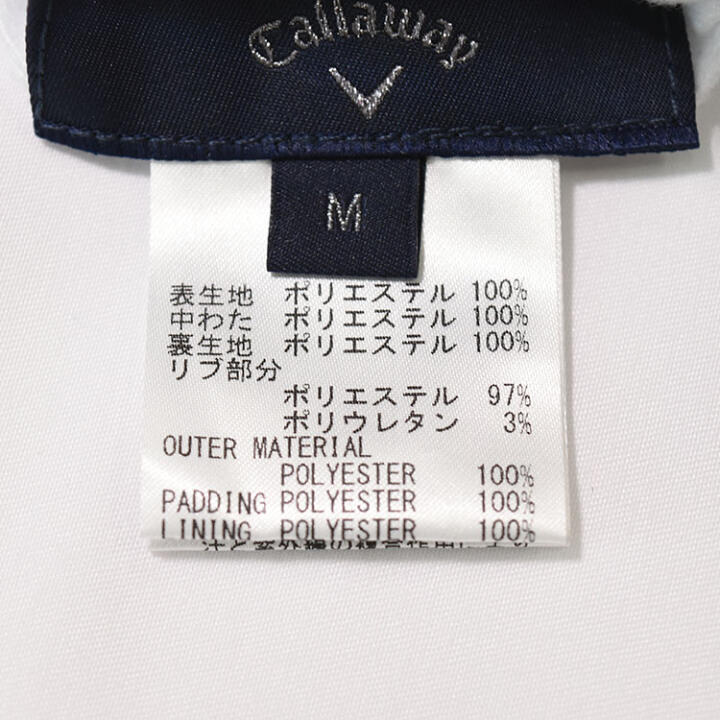 Callaway
M
表生地 ポリエステル 100%
中わた ポリエステル 100%
裏生地 ポリエステル 100%
リブ部分
ポリエステル 97%
ポリウレタン 3%
OUTER MATERIAL
POLYESTER 100%
PADDING POLYESTER 100%
LINING POLYESTER 100%